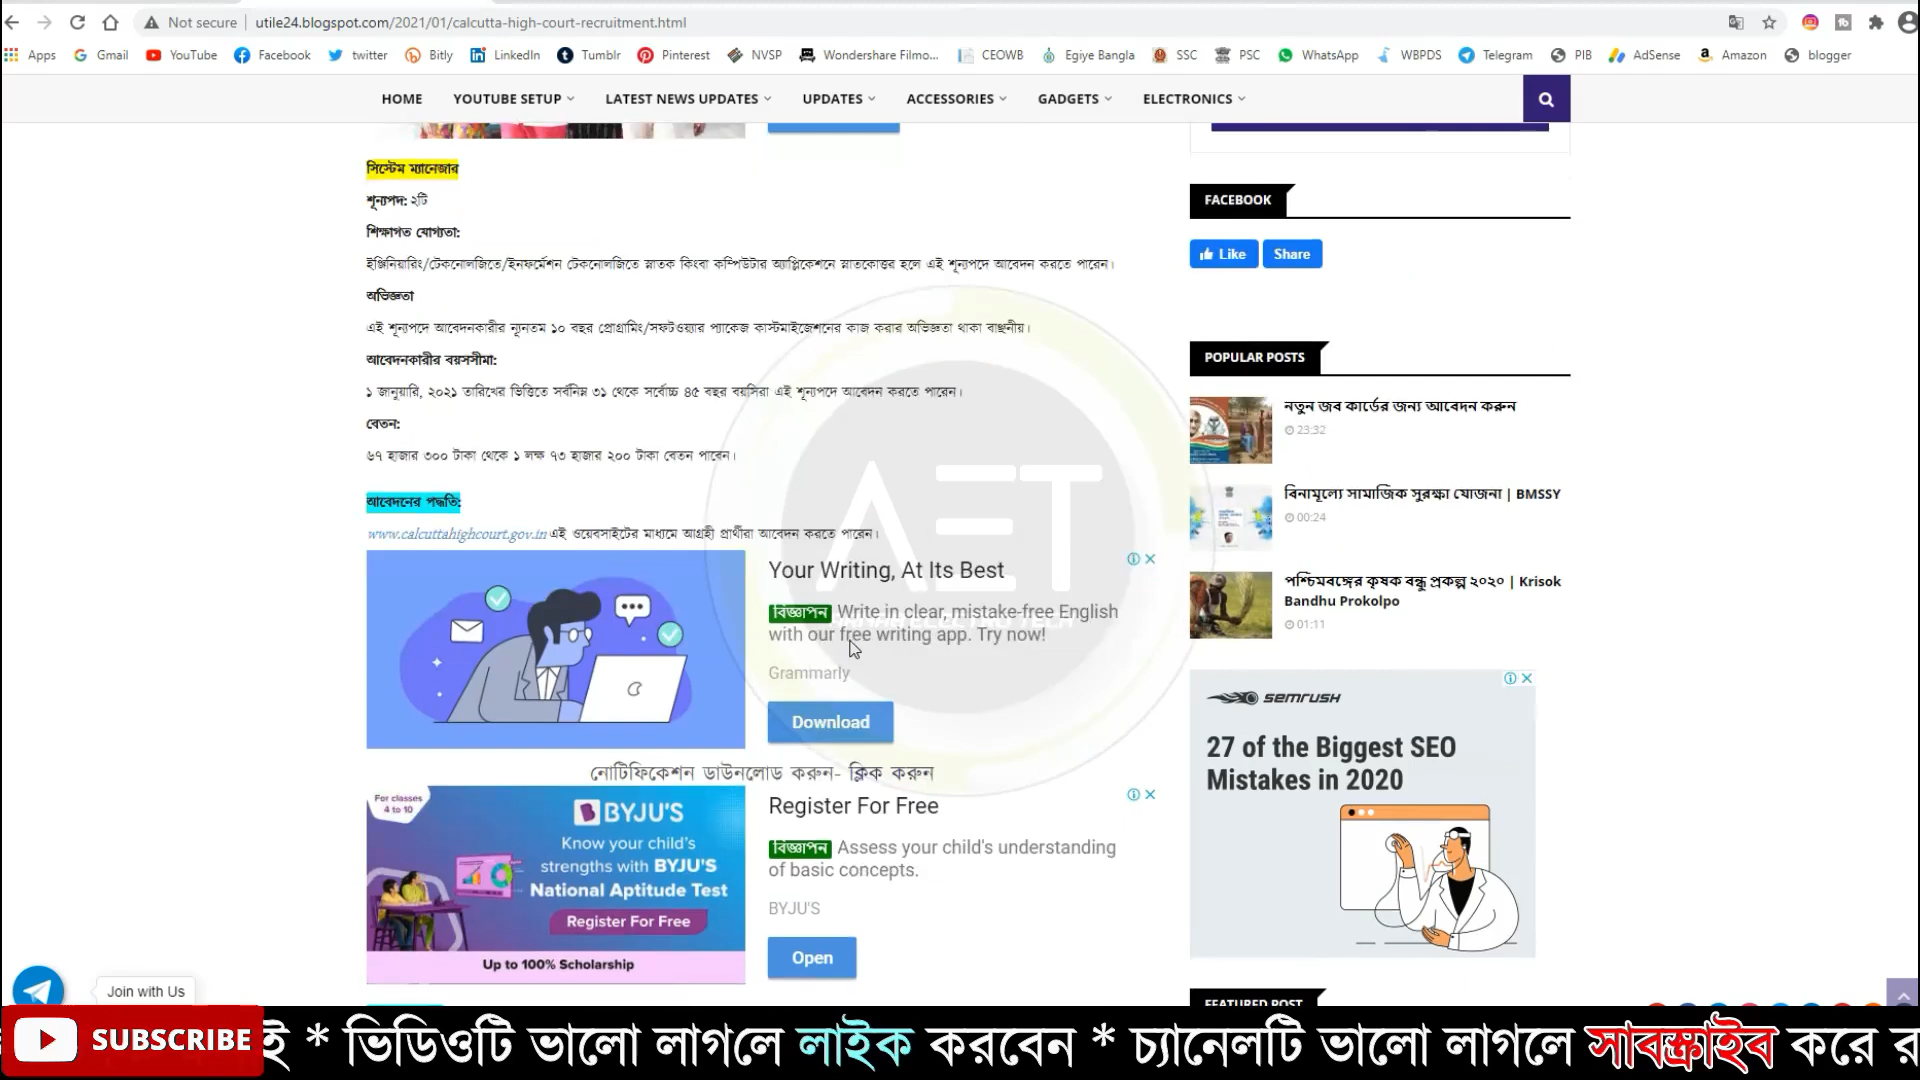 Not secure | utile24.blogspot.com/2021/01/calcutta-high-court-recruitment.html
Apps Gmail YouTube Facebook twitter Bitly LinkedIn Tumblr Pinterest NVSP Wondershare Filmo... CEOWB Egiye Bangla SSC PSC WhatsApp WBPDS Telegram PIB AdSense Amazon blogger
HOME YOUTUBE SETUP LATEST NEWS UPDATES UPDATES ACCESSORIES GADGETS ELECTRONICS
সিস্টেম ম্যানেজার
শূন্যপদ: ২টি
শিক্ষাগত যোগ্যতা:
ইঞ্জিনিয়ারিং/টেকনোলজিতে/ইনফর্মেশন টেকনোলজিতে স্নাতক কিংবা কম্পিউটার অ্যাপ্লিকেশনে স্নাতকোত্তর হলে এই শূন্যপদে আবেদন করতে পারেন।
অভিজ্ঞতা
এই শূন্যপদে আবেদনকারীর ন্যূনতম ১০ বছর প্রোগ্রামিং/সফটওয়্যার প্যাকেজ কাস্টমাইজেশনের কাজ করার অভিজ্ঞতা থাকা বাঞ্ছনীয়।
আবেদনকারীর বয়সসীমা:
১ জানুয়ারি, ২০২১ তারিখের ভিত্তিতে সর্বনিম্ন ৩১ থেকে সর্বোচ্চ ৪৫ বছর বয়সিরা এই শূন্যপদে আবেদন করতে পারেন।
বেতন:
৬৭ হাজার ৩০০ টাকা থেকে ১ লক্ষ ৭৩ হাজার ২০০ টাকা বেতন পাবেন।
আবেদনের পদ্ধতি:
www.calcuttahighcourt.gov.in এই ওয়েবসাইটের মাধ্যমে আগ্রহী প্রার্থীরা আবেদন করতে পারেন।
AET
Your Writing, At Its Best
বিজ্ঞাপন Write in clear, mistake-free English
with our free writing app. Try now!
Grammarly
Download
নোটিফিকেশন ডাউনলোড করুন- ক্লিক করুন
For classes
4 to 10
BYJU'S
Know your child's
strengths with BYJU'S
National Aptitude Test
Register For Free
Up to 100% Scholarship
Register For Free
বিজ্ঞাপন Assess your child's understanding
of basic concepts.
BYJU'S
Open
FACEBOOK
Like Share
POPULAR POSTS
নতুন জব কার্ডের জন্য আবেদন করুন
23:32
বিনামূল্যে সামাজিক সুরক্ষা যোজনা | BMSSY
00:24
পশ্চিমবঙ্গের কৃষক বন্ধু প্রকল্প ২০২০ | Krisok
Bandhu Prokolpo
01:11
SEMRUSH
27 of the Biggest SEO
Mistakes in 2020
FEATURED POST
Join with Us
SUBSCRIBE ই * ভিডিওটি ভালো লাগলে লাইক করবেন * চ্যানেলটি ভালো লাগলে সাবস্ক্রাইব করে র